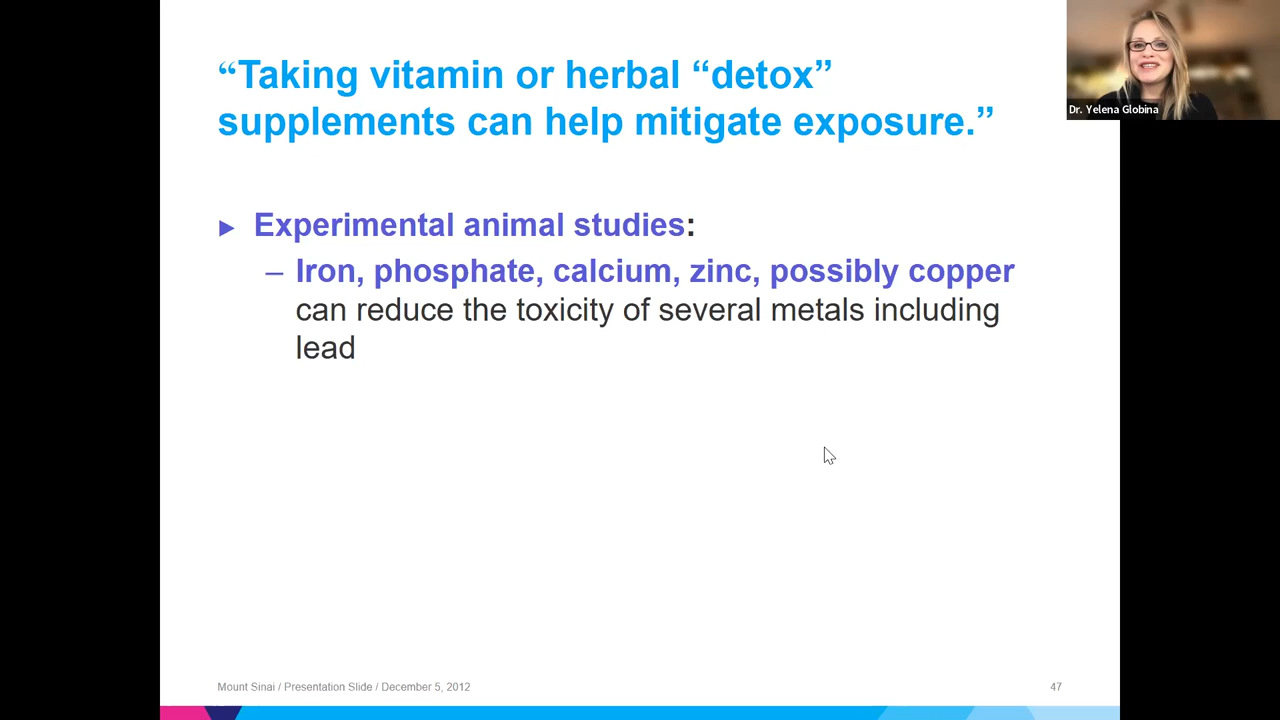 “Taking vitamin or herbal “detox”
supplements can help mitigate exposure.”
Dr. Yelena Globina
► Experimental animal studies:
– Iron, phosphate, calcium, zinc, possibly copper
can reduce the toxicity of several metals including
lead
Mount Sinai / Presentation Slide / December 5, 2012
47